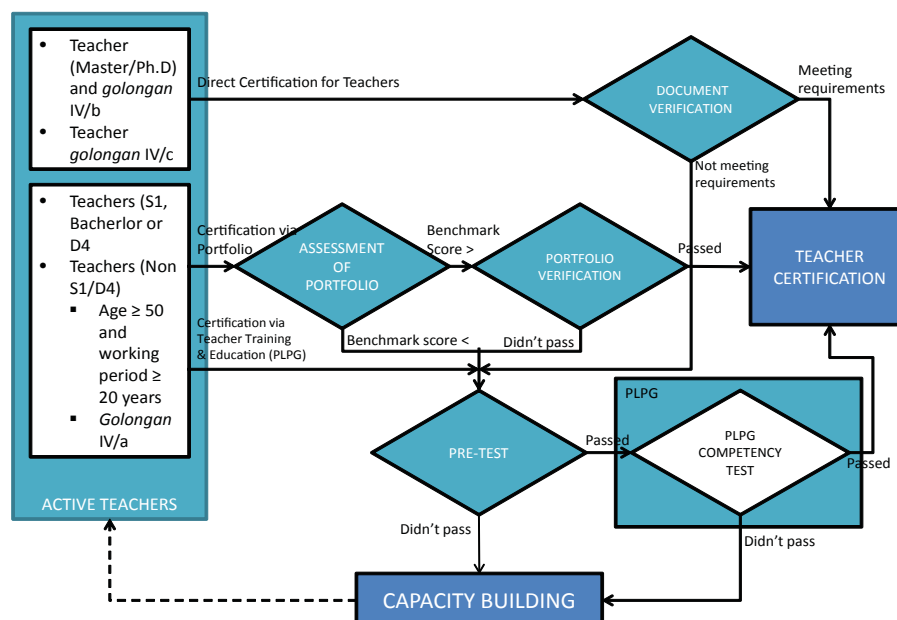 • Teacher
(Master/Ph.D)
and golongan
IV/b
• Teacher
golongan IV/c
Direct Certification for Teachers
DOCUMENT
VERIFICATION
Meeting
requirements
Not meeting
requirements
• Teachers (S1,
Bacherlor or
D4
• Teachers (Non
S1/D4)
▪ Age ≥ 50
and
working
period ≥
20 years
▪ Golongan
IV/a
ACTIVE TEACHERS
Certification via
Portfolio
ASSESSMENT
OF
PORTFOLIO
Benchmark
Score >
PORTFOLIO
VERIFICATION
Passed
TEACHER
CERTIFICATION
Certification via
Teacher Training
& Education (PLPG)
Benchmark score <
Didn't pass
PRE-TEST
Passed
PLPG
PLPG
COMPETENCY
TEST
Passed
Didn't pass
Didn't pass
CAPACITY BUILDING